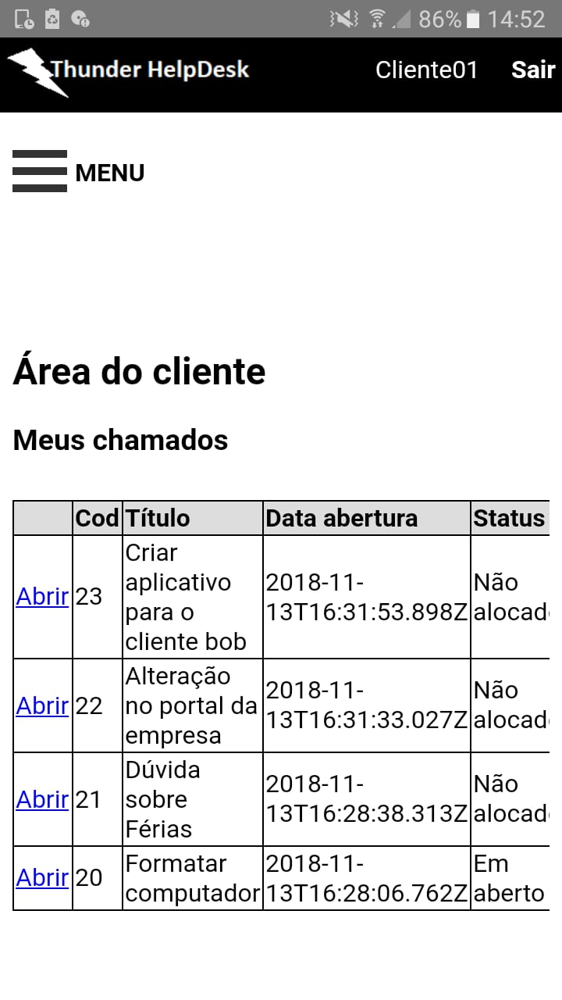 86% 14:52
Thunder HelpDesk Cliente01 Sair
MENU
Área do cliente
Meus chamados
Cod Título Data abertura Status
Abrir 23 Criar aplicativo para o cliente bob 2018-11-13T16:31:53.898Z Não alocad
Abrir 22 Alteração no portal da empresa 2018-11-13T16:31:33.027Z Não alocad
Abrir 21 Dúvida sobre Férias 2018-11-13T16:28:38.313Z Não alocad
Abrir 20 Formatar computador 2018-11-13T16:28:06.762Z Em aberto